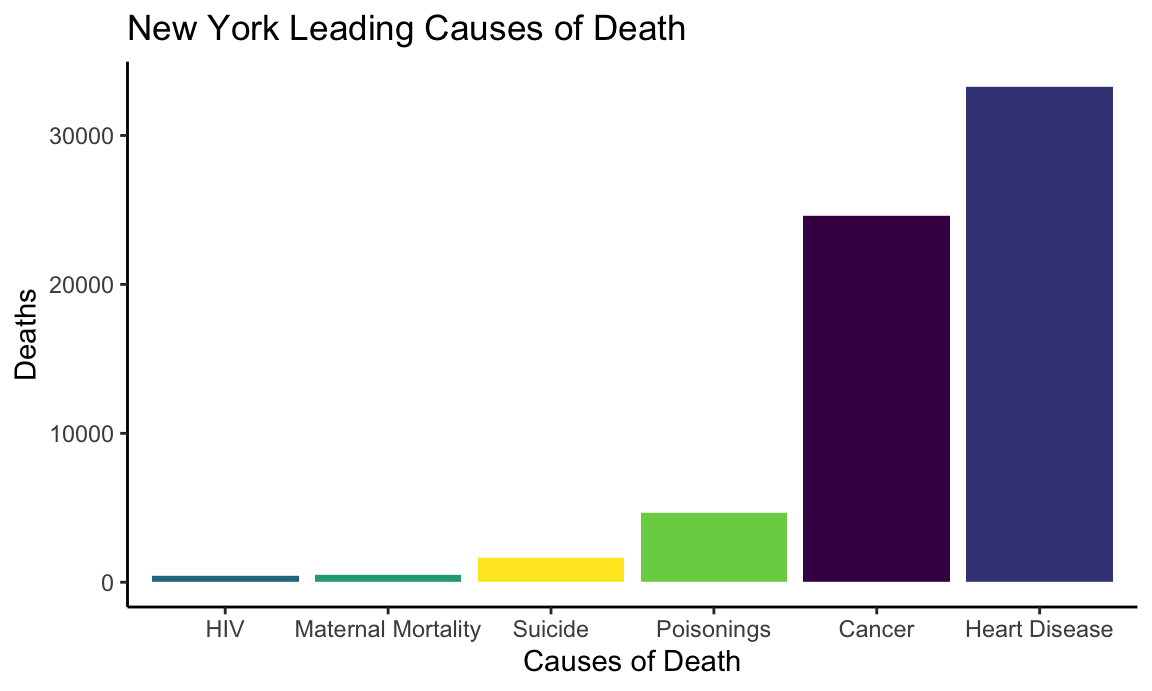 New York Leading Causes of Death
Deaths
30000
20000
10000
0
HIV
Maternal Mortality
Suicide
Poisonings
Cancer
Heart Disease
Causes of Death